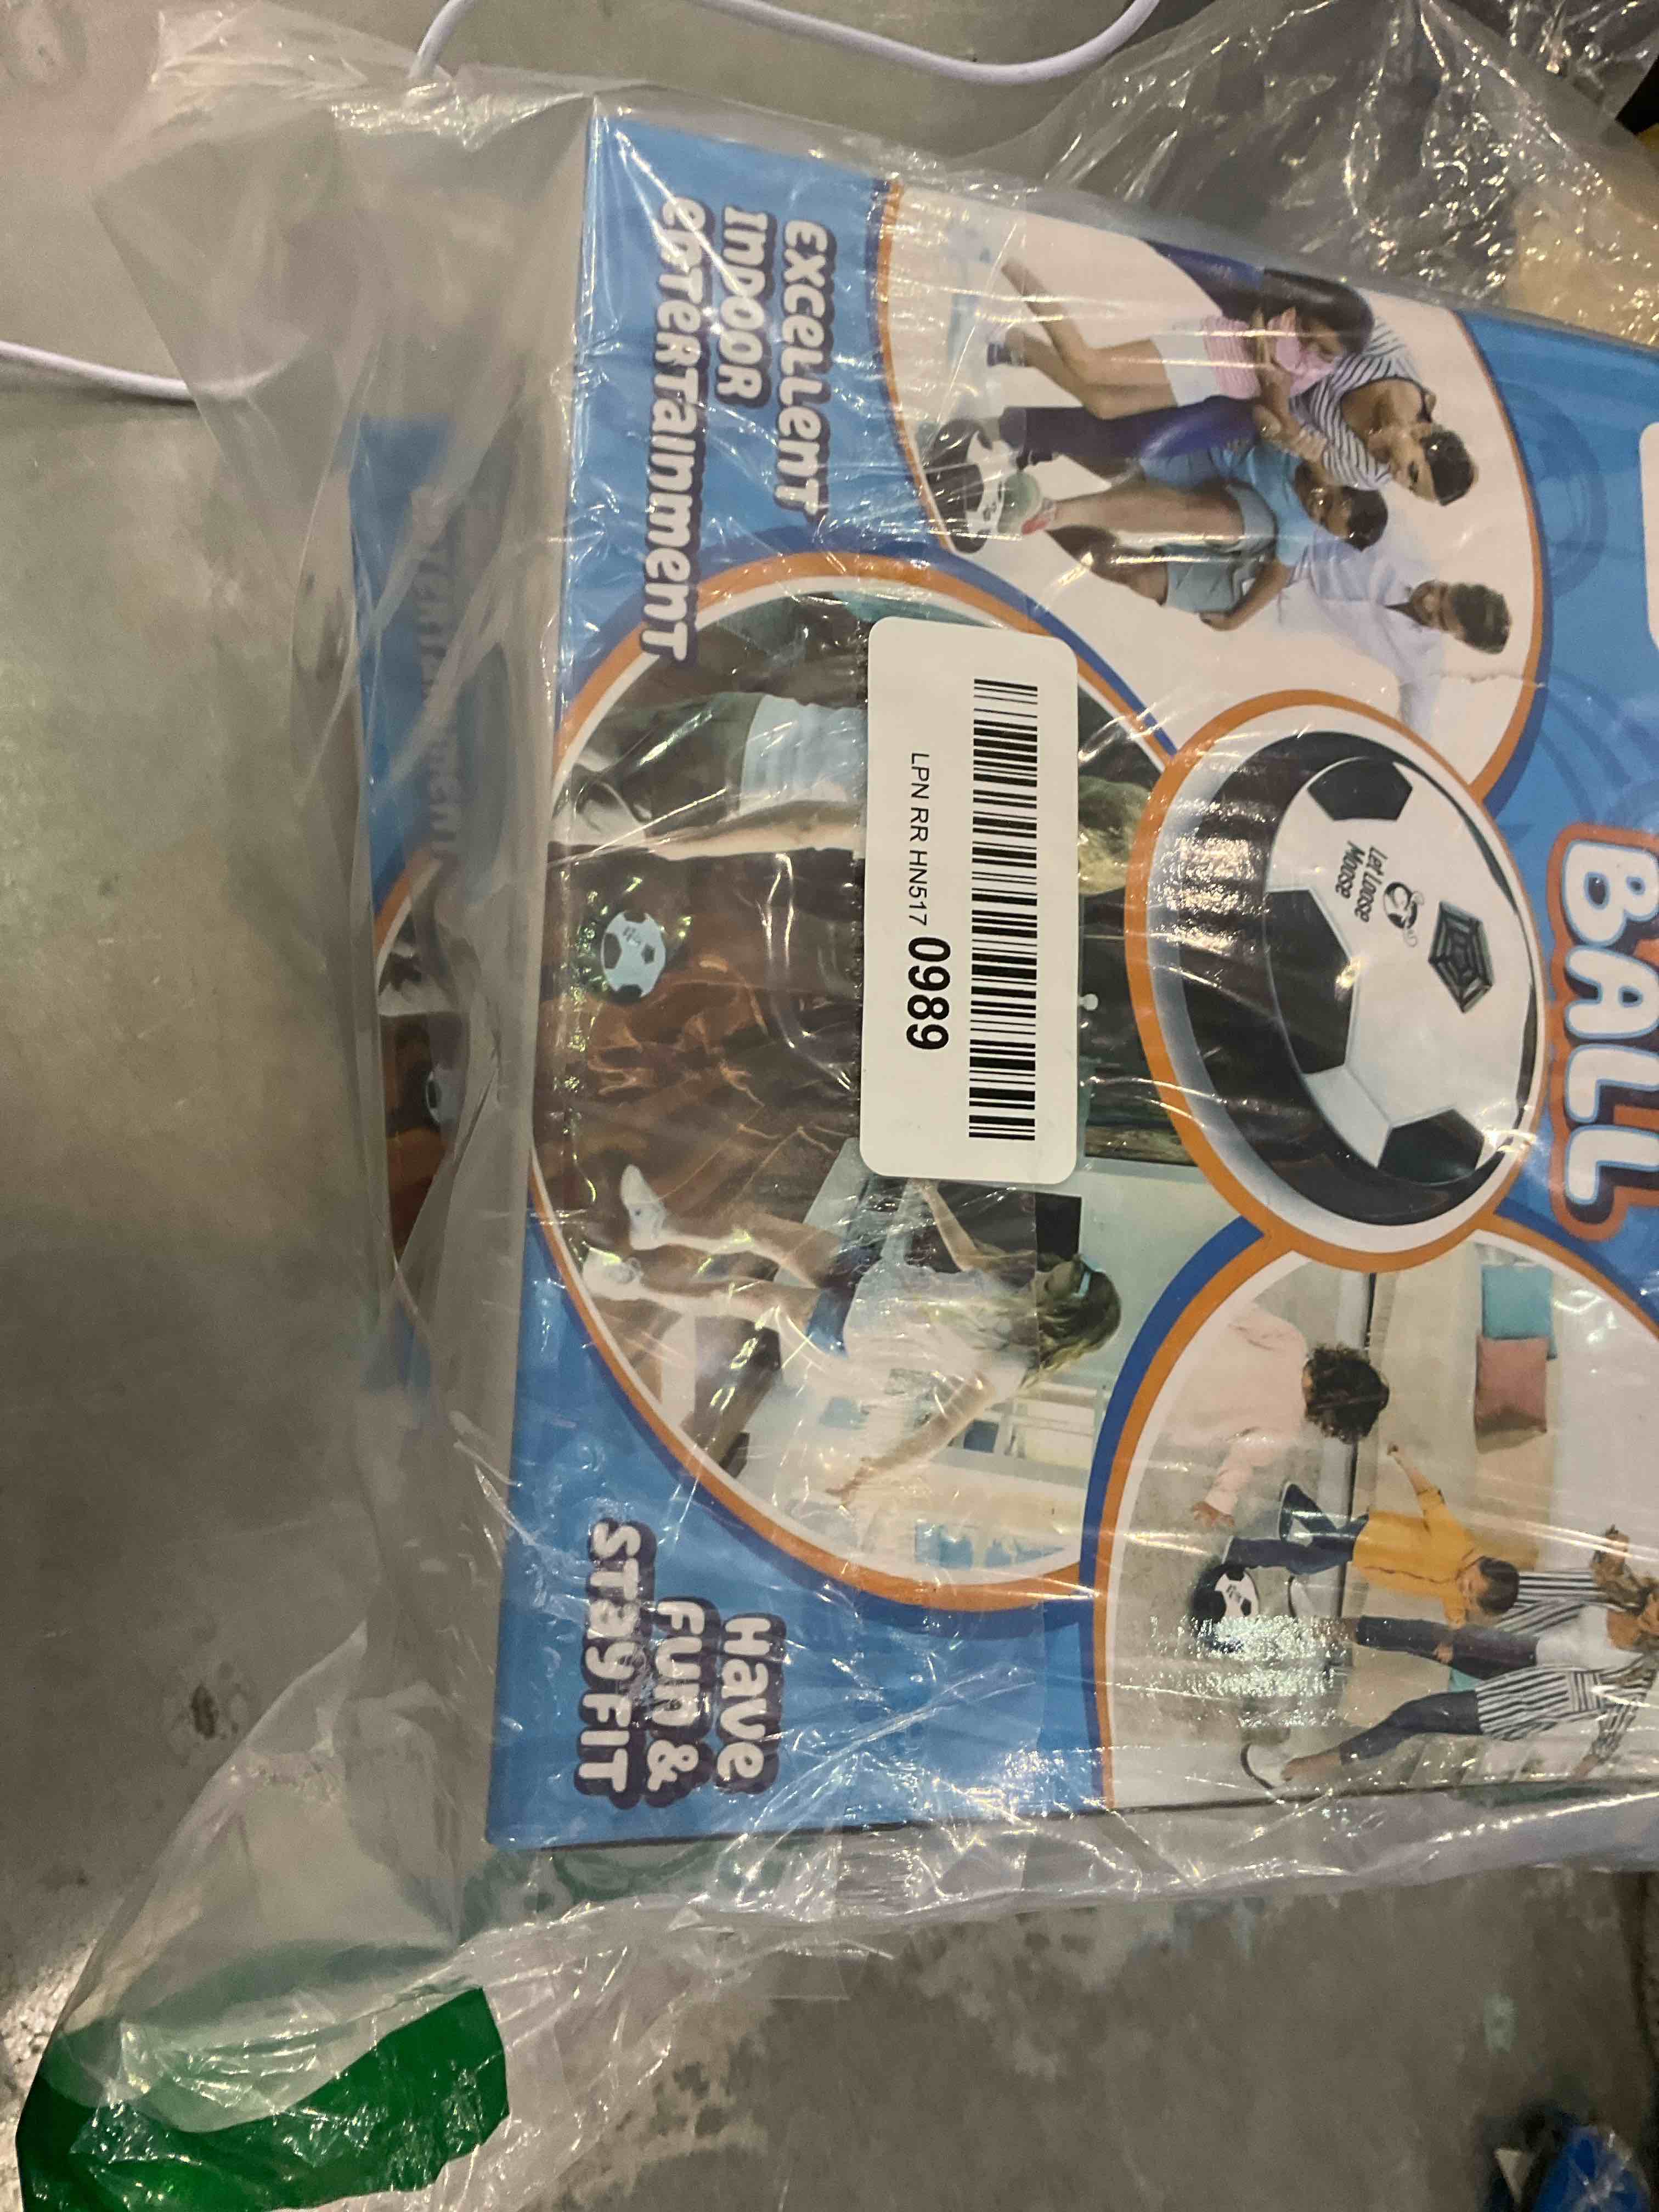 BALL
Let Loose
Moose
EXCELLENT
INDOOR
ENTERTAINMENT
LPN RR HN517 0989
Have
Fun &
Stay FIT